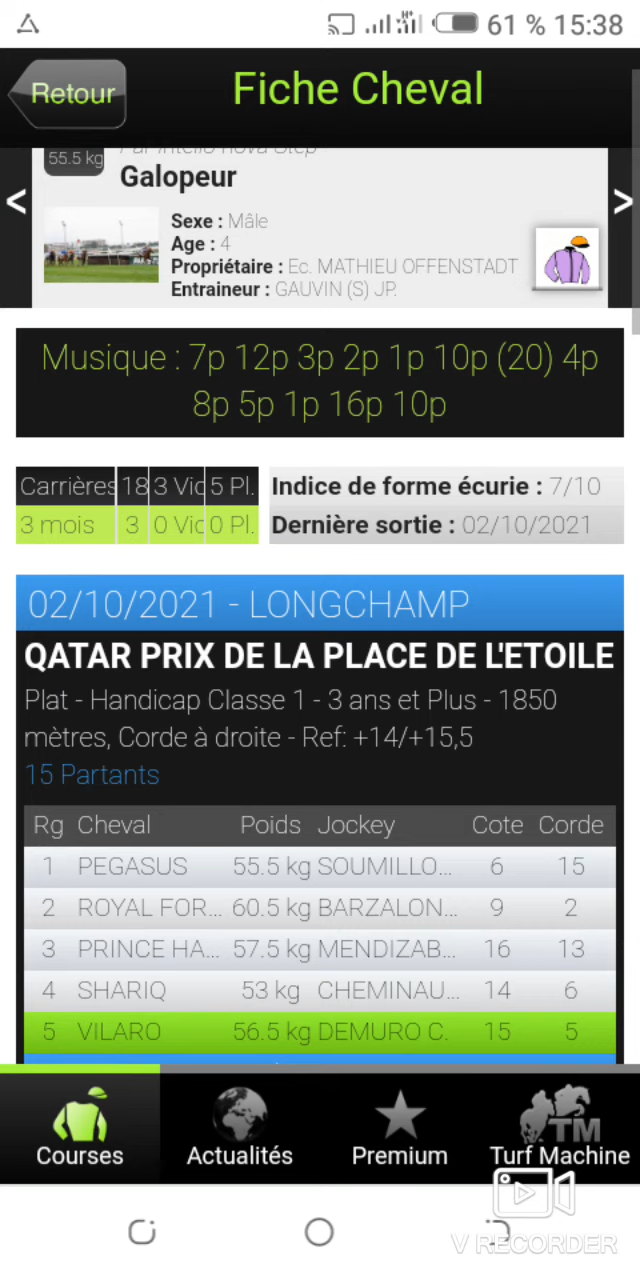 61 % 15:38
Retour
Fiche Cheval
55.5 kg
Galopeur
<
>
Sexe : Mâle
Age : 4
Propriétaire : Ec. MATHIEU OFFENSTADT
Entraineur : GAUVIN (S) JP.
Musique : 7p 12p 3p 2p 1p 10p (20) 4p
8p 5p 1p 16p 10p
Carrières 18 3 Vic 5 Pl. Indice de forme écurie : 7/10
3 mois 3 0 Vic 0 Pl. Dernière sortie : 02/10/2021
02/10/2021 - LONGCHAMP
QATAR PRIX DE LA PLACE DE L'ETOILE
Plat - Handicap Classe 1 - 3 ans et Plus - 1850
mètres, Corde à droite - Ref: +14/+15,5
15 Partants
Rg Cheval Poids Jockey Cote Corde
1 PEGASUS 55.5 kg SOUMILLO... 6 15
2 ROYAL FOR... 60.5 kg BARZALON... 9 2
3 PRINCE HA... 57.5 kg MENDIZAB... 16 13
4 SHARIQ 53 kg CHEMINAU... 14 6
5 VILARO 56.5 kg DEMURO C. 15 5
Courses Actualités Premium Turf Machine
TM
V RECORDER